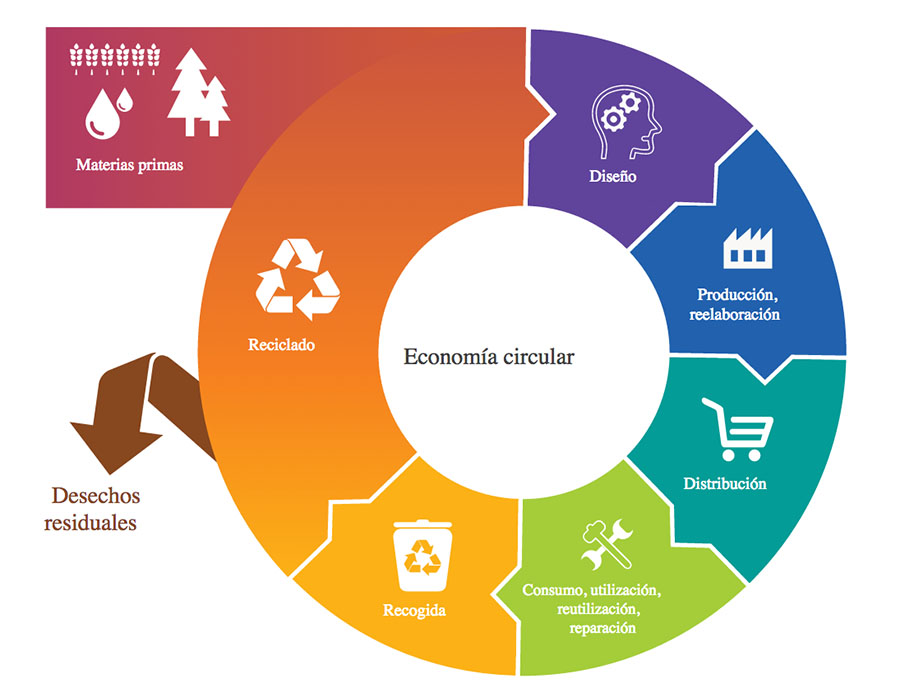 Materias primas
Diseño
Producción,
reelaboración
Reciclado
Economía circular
Distribución
Desechos
residuales
Consumo, utilización,
reutilización,
reparación
Recogida